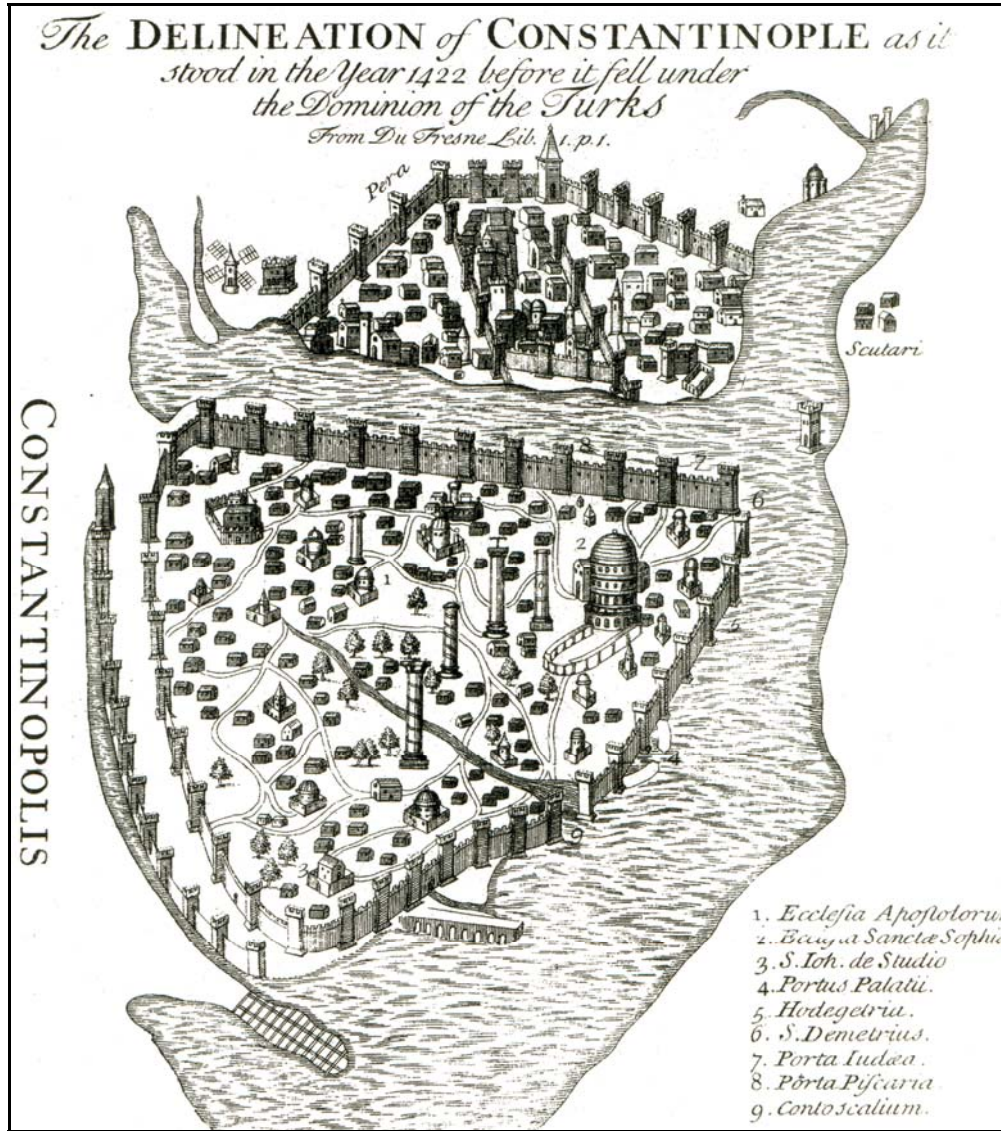 The DELINEATION of CONSTANTINOPLE as it
stood in the Year 1422 before it fell under
the Dominion of the Turks
From Du Fresne Lib. 1. p. 1.
Pera
Scutari
CONSTANTINOPOLIS
8
7
6
2
1
5
4
9
3
1. Ecclesia Apostoloru
2. Ecclesia Sanctæ Sophi
3. S. Ioh. de Studio
4. Portus Palatii.
5. Hodegetria.
6. S. Demetrius.
7. Porta Iudæa.
8. Porta Piscaria
9. Contoscalium.